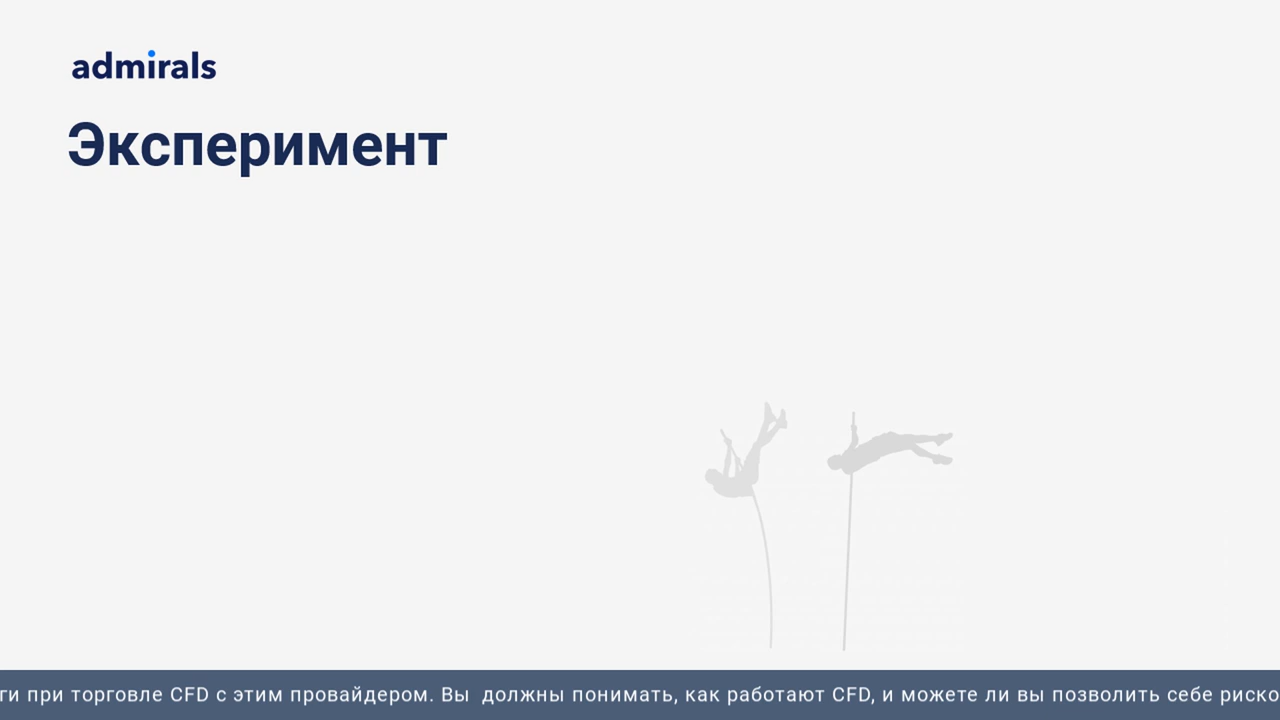 admirals
Эксперимент
ги при торговле CFD с этим провайдером. Вы должны понимать, как работают CFD, и можете ли вы позволить себе риско